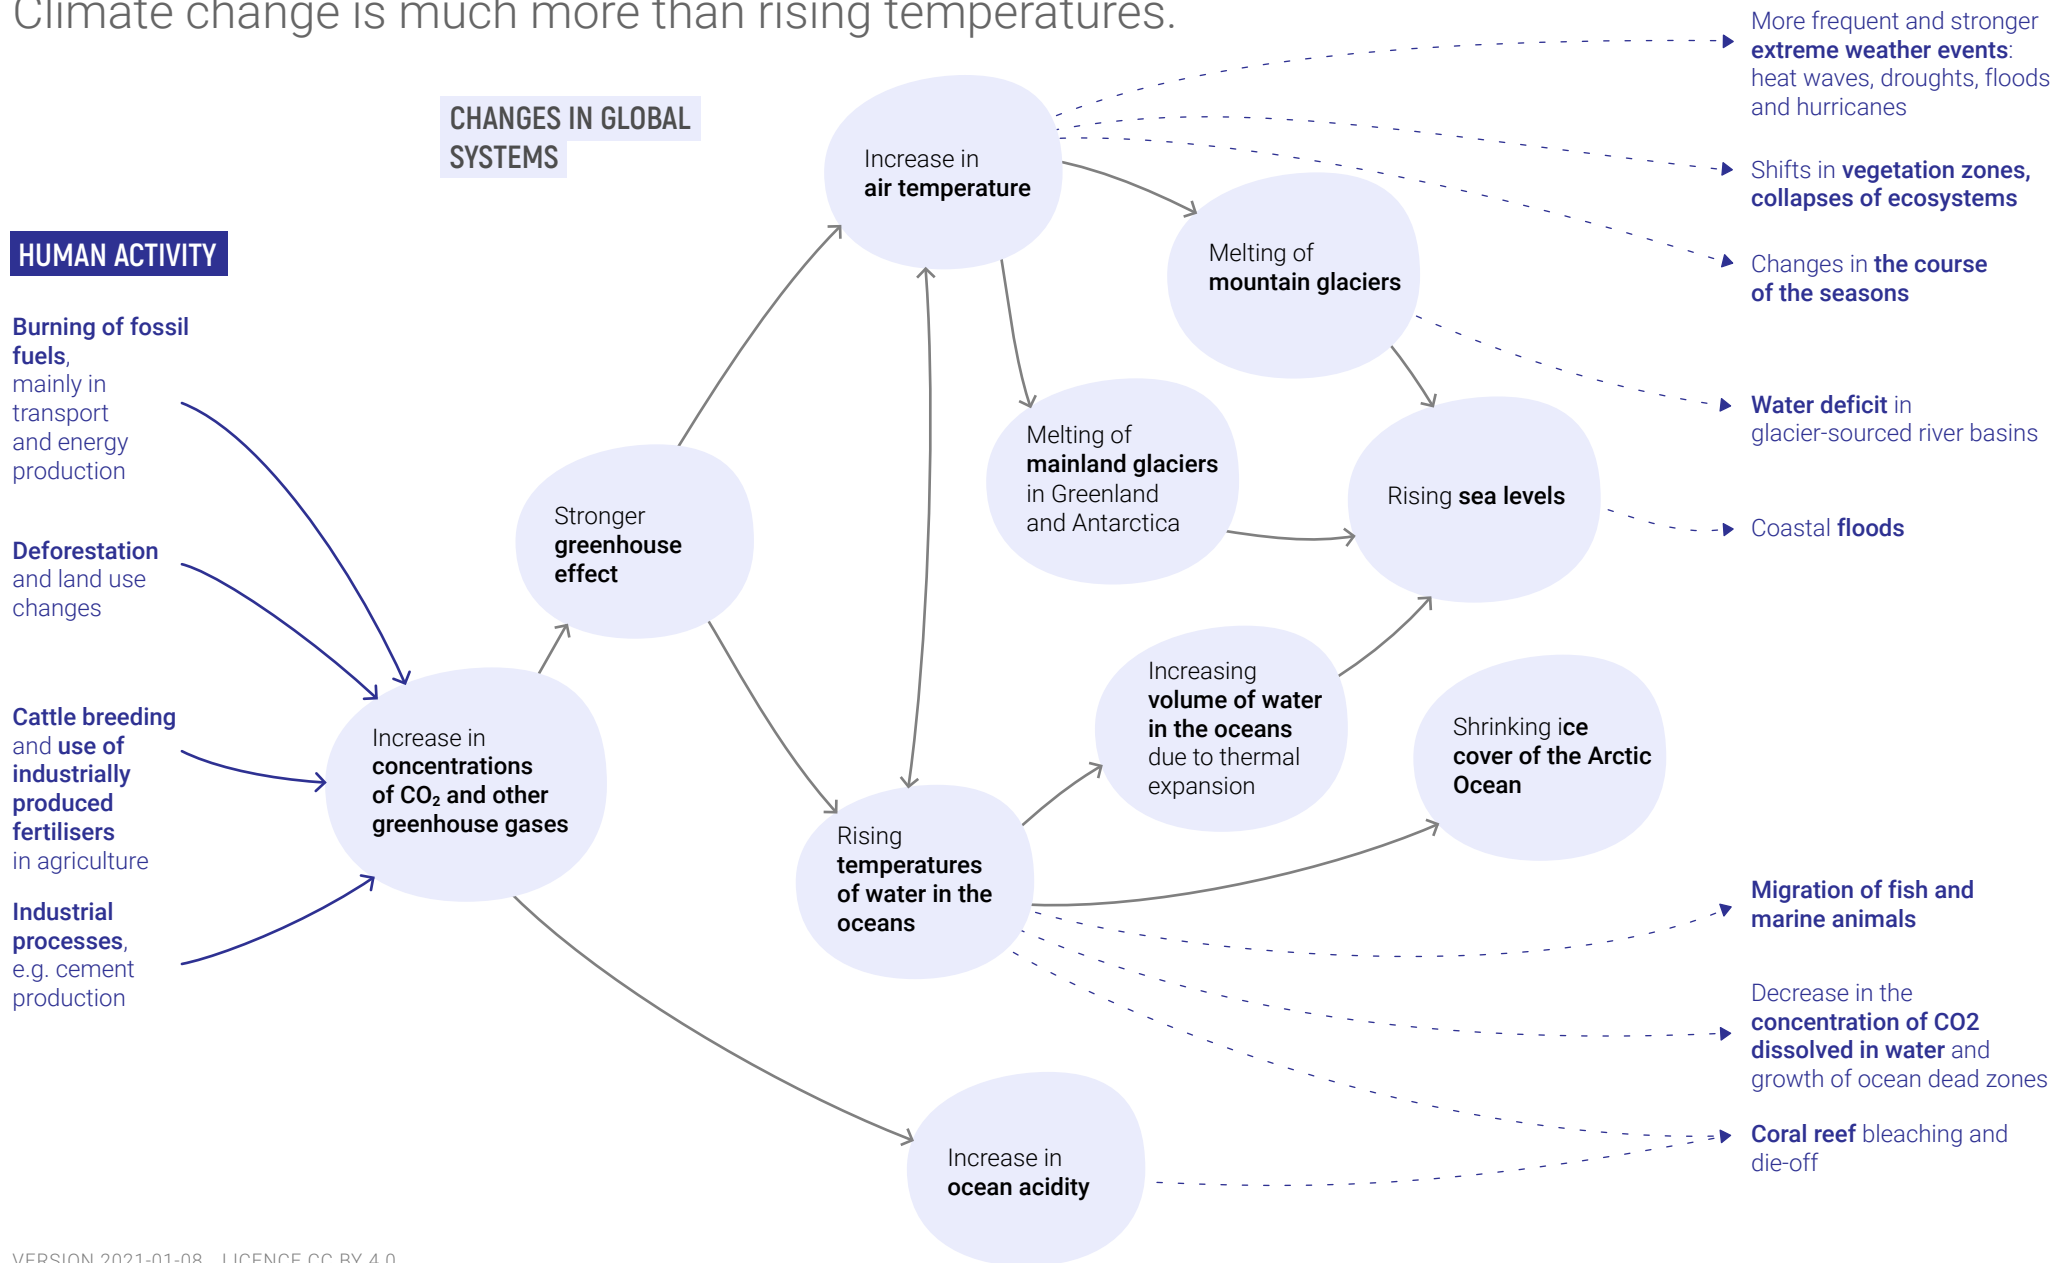 Climate change is much more than rising temperatures.
CHANGES IN GLOBAL
SYSTEMS
HUMAN ACTIVITY
Burning of fossil
fuels,
mainly in
transport
and energy
production
Deforestation
and land use
changes
Cattle breeding
and use of
industrially
produced
fertilisers
in agriculture
Industrial
processes,
e.g. cement
production
Increase in
concentrations
of CO₂ and other
greenhouse gases
Stronger
greenhouse
effect
Increase in
air temperature
Melting of
mountain glaciers
Melting of
mainland glaciers
in Greenland
and Antarctica
Rising sea levels
Increasing
volume of water
in the oceans
due to thermal
expansion
Shrinking ice
cover of the Arctic
Ocean
Rising
temperatures
of water in the
oceans
Increase in
ocean acidity
More frequent and stronger
extreme weather events:
heat waves, droughts, floods
and hurricanes
Shifts in vegetation zones,
collapses of ecosystems
Changes in the course
of the seasons
Water deficit in
glacier-sourced river basins
Coastal floods
Migration of fish and
marine animals
Decrease in the
concentration of CO2
dissolved in water and
growth of ocean dead zones
Coral reef bleaching and
die-off
VERSION 2021-01-08 LICENCE CC BY 4.0